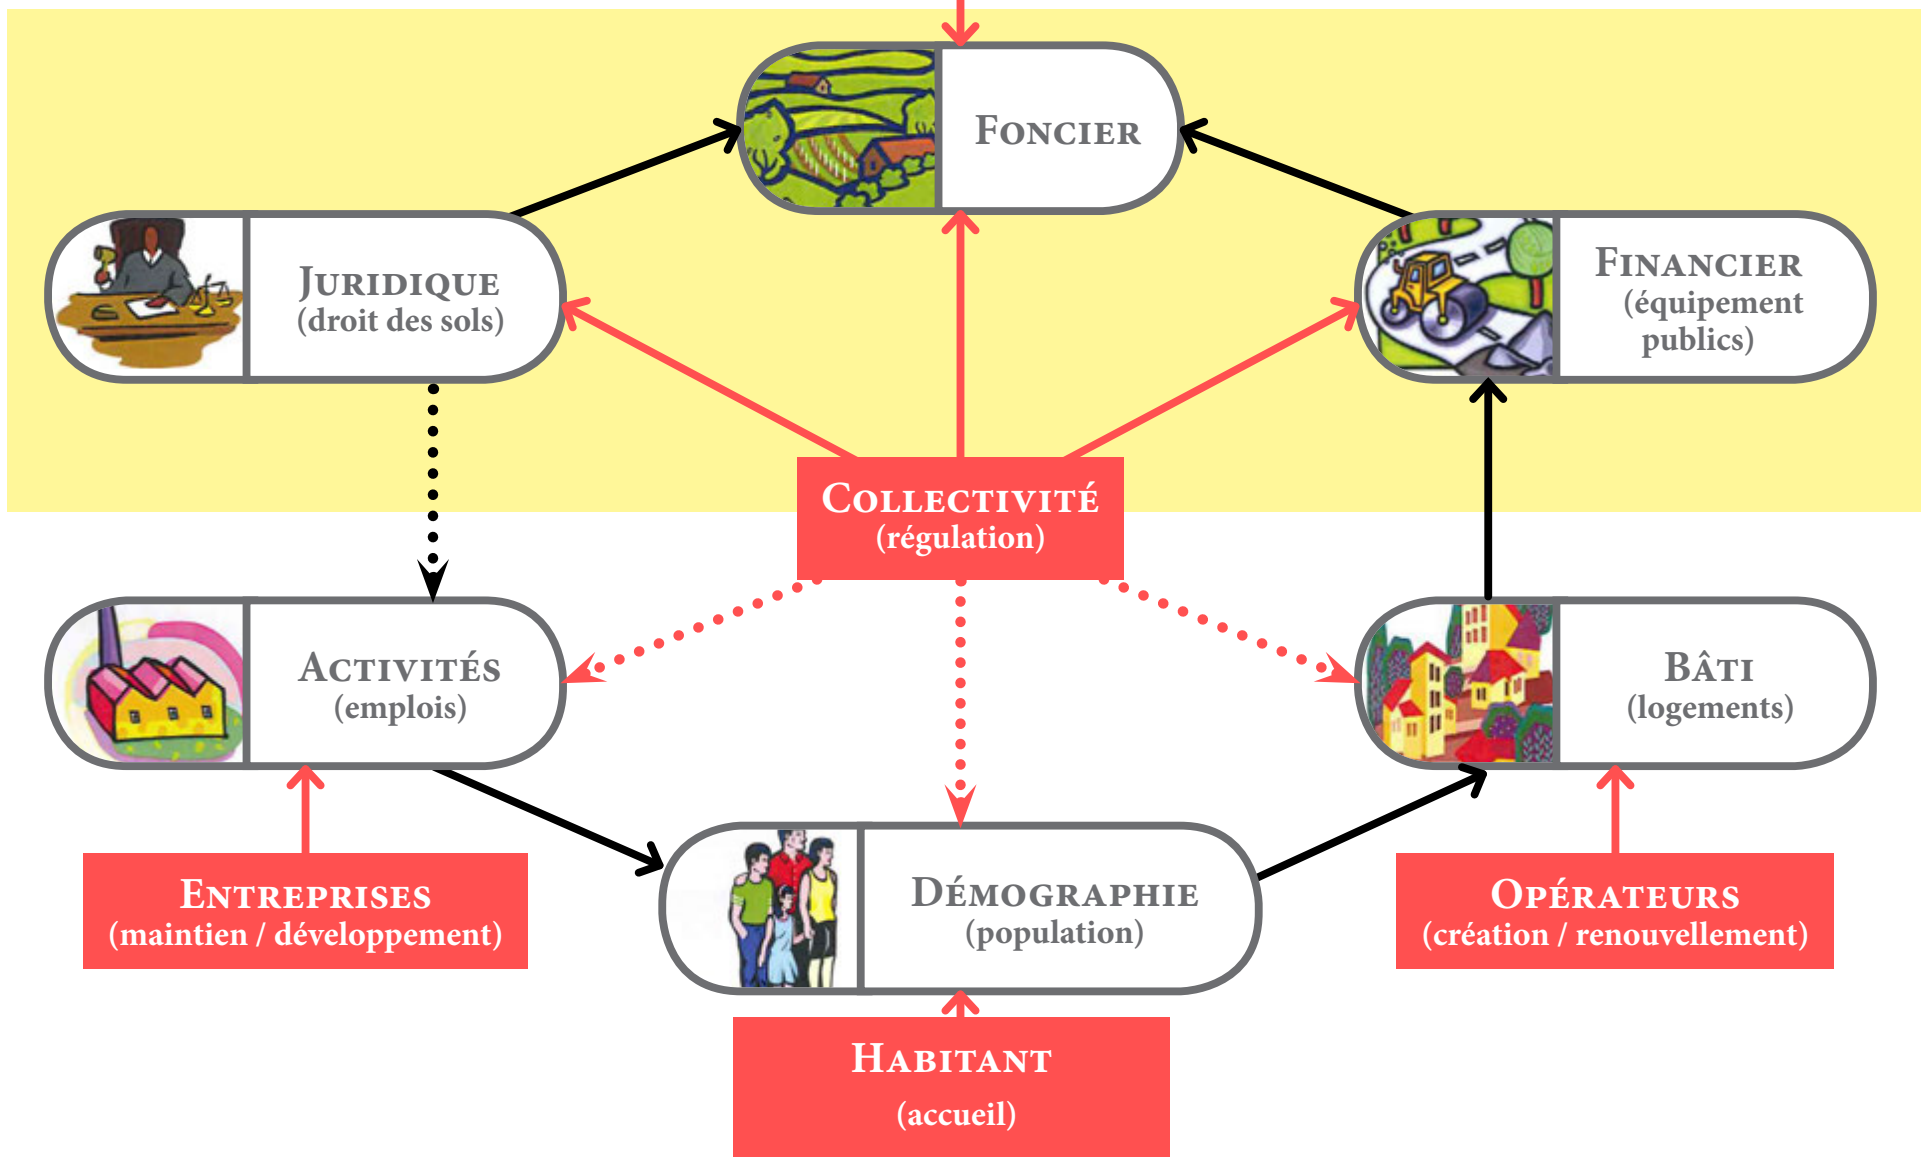 Foncier
Juridique
(droit des sols)
Financier
(équipement
publics)
Collectivité
(régulation)
Activités
(emplois)
Bâti
(logements)
Entreprises
(maintien / développement)
Démographie
(population)
Opérateurs
(création / renouvellement)
Habitant
(accueil)